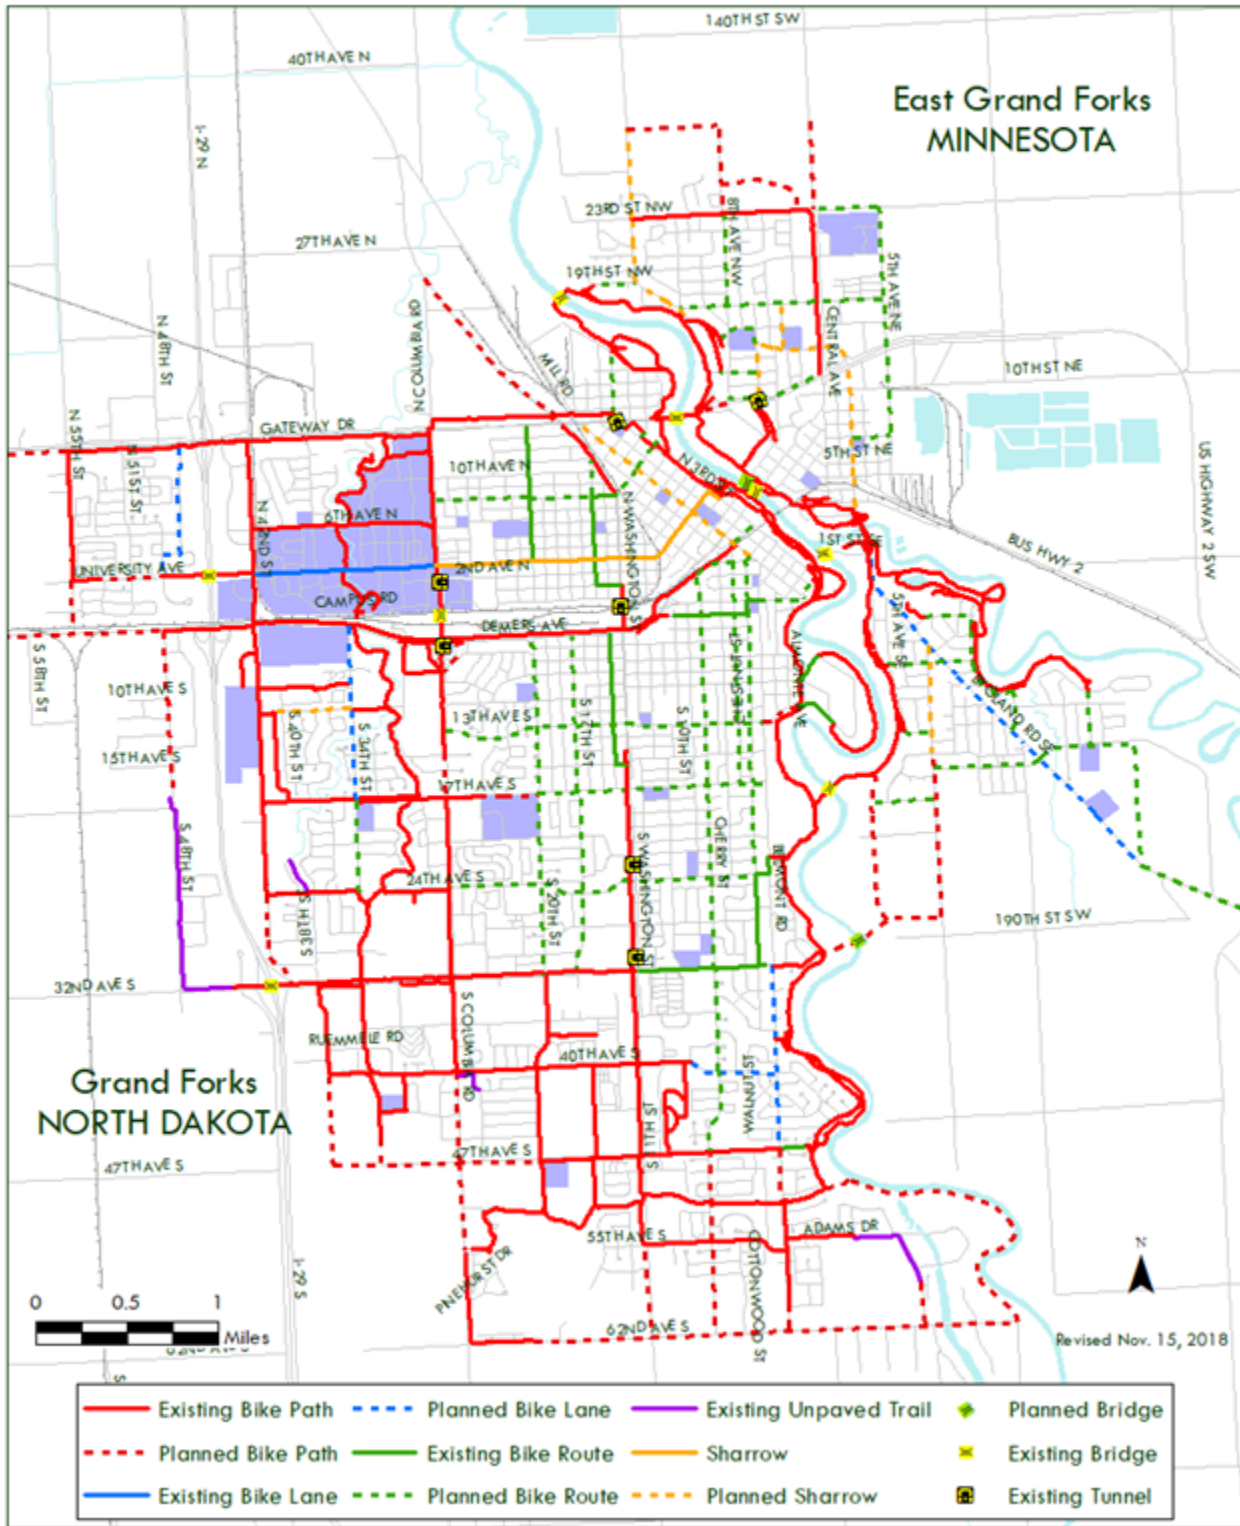 140TH ST SW
40TH AVE N
East Grand Forks
MINNESOTA
I-29 N
23RD ST NW
8TH AVE NW
27TH AVE N
19TH ST NW
5TH AVE NE
N COLUMBIA RD
N 48TH ST
CENTRAL AVE
MILL RD
10TH ST NE
N 55TH ST
GATEWAY DR
N 51ST ST
5TH ST NE
US HIGHWAY 2 SW
10TH AVE N
N 3RD ST
N 42ND ST
6TH AVE N
N WASHINGTON ST
1ST ST SE
BUS HWY 2
UNIVERSITY AVE
2ND AVE N
CAMPUS RD
DEMERS AVE
5TH AVE SE
S 58TH ST
ALMONTE AVE
10TH AVE S
BYGLAND RD SE
S 40TH ST
S 34TH ST
13TH AVE S
S 17TH ST
S 10TH ST
15TH AVE S
17TH AVE S
S 48TH ST
CHERRY ST
S WASHINGTON ST
BELMONT RD
24TH AVE S
S 38TH ST
S 20TH ST
190TH ST SW
32ND AVE S
S COLUMBIA RD
RUEMMELE RD
40TH AVE S
WALNUT ST
Grand Forks
NORTH DAKOTA
S 11TH ST
47TH AVE S
47TH AVE S
55TH AVE S
ADAMS DR
COTTONWOOD ST
PINEHURST DR
I-29 S
N
0 0.5 1
Miles
62ND AVE S
62ND AVE S
Revised Nov. 15, 2018
S
Existing Bike Path
Planned Bike Lane
Existing Unpaved Trail
Planned Bridge
Planned Bike Path
Existing Bike Route
Sharrow
Existing Bridge
Existing Bike Lane
Planned Bike Route
Planned Sharrow
Existing Tunnel